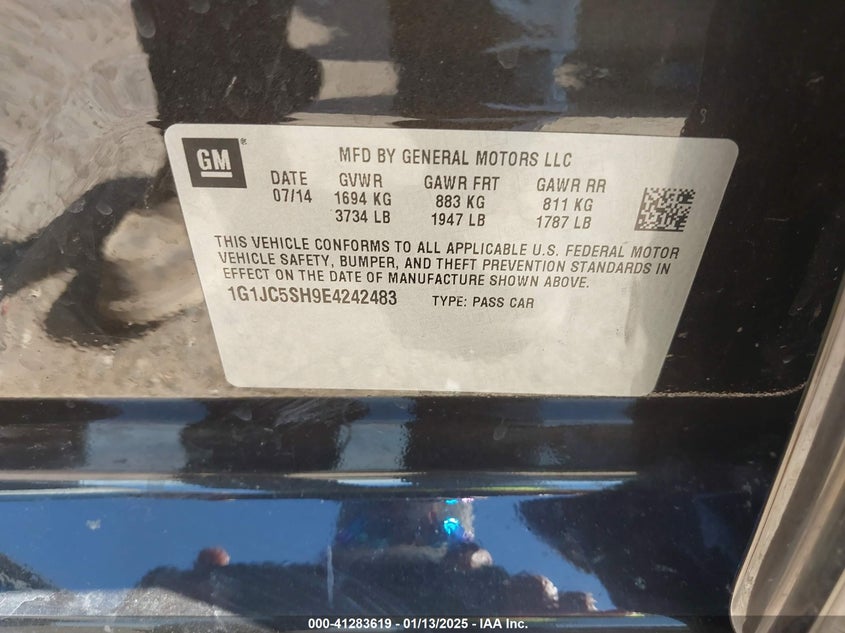 GM ®
MFD BY GENERAL MOTORS LLC
DATE GVWR GAWR FRT GAWR RR
07/14 1694 KG 883 KG 811 KG
3734 LB 1947 LB 1787 LB
THIS VEHICLE CONFORMS TO ALL APPLICABLE U.S. FEDERAL MOTOR
VEHICLE SAFETY, BUMPER, AND THEFT PREVENTION STANDARDS IN
EFFECT ON THE DATE OF MANUFACTURE SHOWN ABOVE.
1G1JC5SH9E4242483 TYPE: PASS CAR
000-41283619 - 01/13/2025 - IAA Inc.